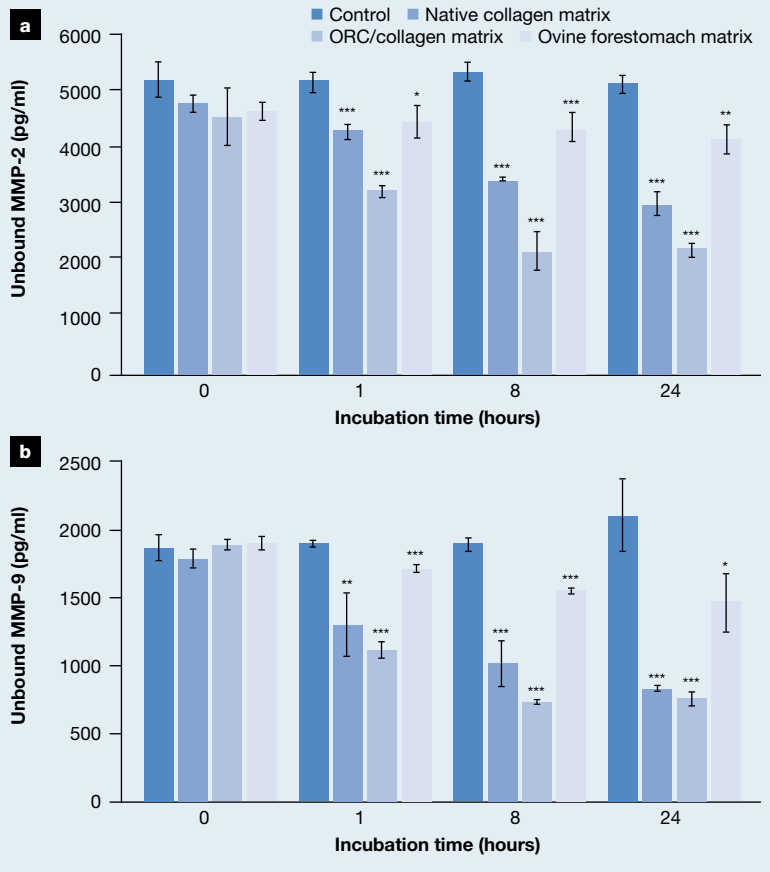 a
Control Native collagen matrix
ORC/collagen matrix Ovine forestomach matrix
Unbound MMP-2 (pg/ml)
6000
5000
4000
3000
2000
1000
0
*** *** *
*** *** ***
*** *** **
0 1 8 24
Incubation time (hours)
b
Unbound MMP-9 (pg/ml)
2500
2000
1500
1000
500
0
** *** ***
*** *** ***
*** *** *
0 1 8 24
Incubation time (hours)